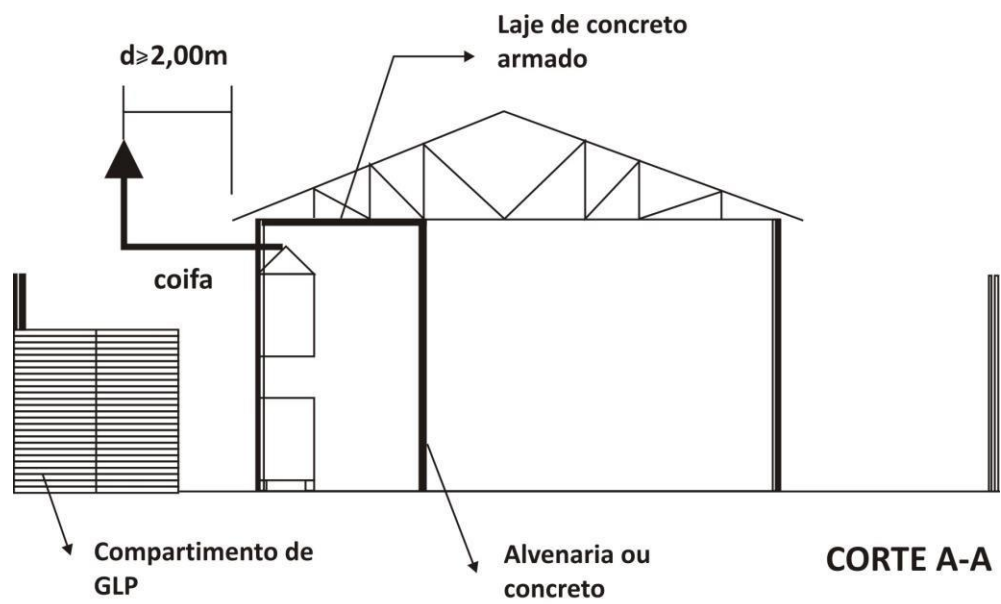 Laje de concreto
armado
d≥2,00m
coifa
Compartimento de
GLP
Alvenaria ou
concreto
CORTE A-A